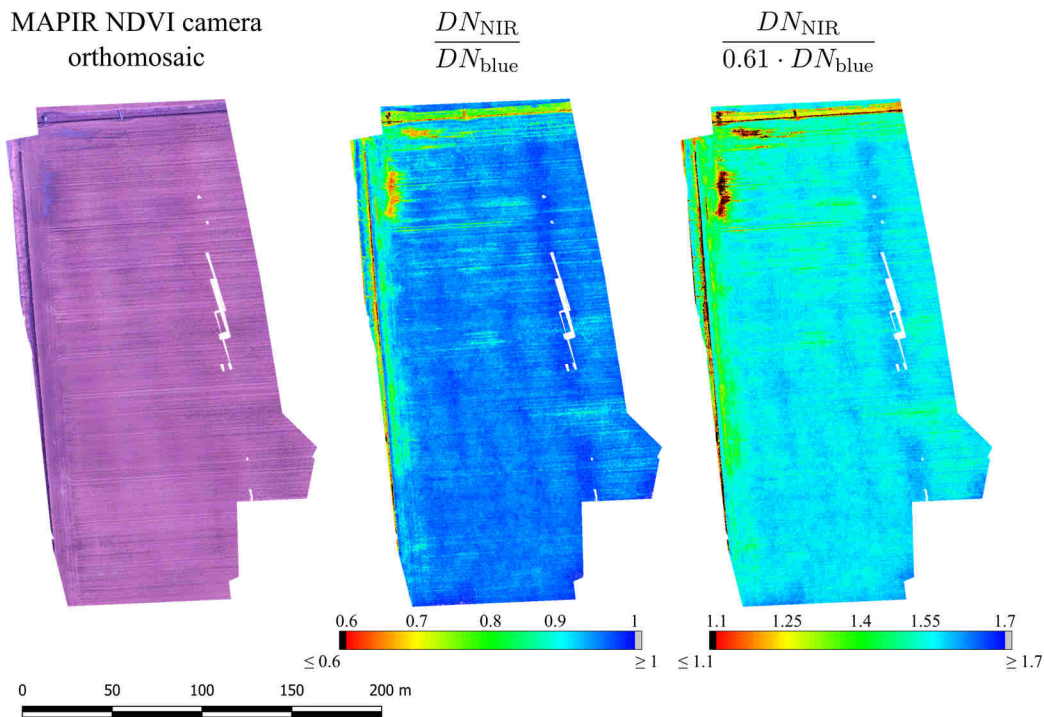 MAPIR NDVI camera
orthomosaic
DN_NIR
DN_blue
DN_NIR
0.61 · DN_blue
0.6 0.7 0.8 0.9 1
≤ 0.6 ≥ 1
1.1 1.25 1.4 1.55 1.7
≤ 1.1 ≥ 1.7
0 50 100 150 200 m